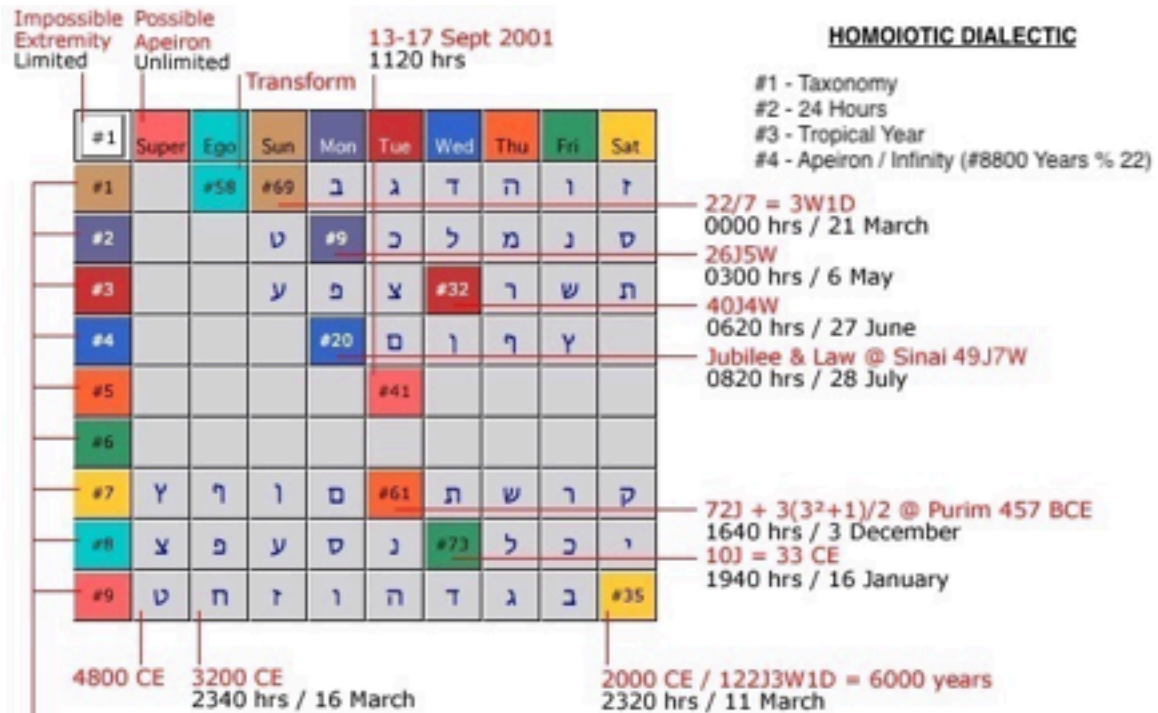 Impossible Possible
Extremity Apeiron
Limited Unlimited
Transform
13-17 Sept 2001
1120 hrs
HOMOIOTIC DIALECTIC
#1 - Taxonomy
#2 - 24 Hours
#3 - Tropical Year
#4 - Apeiron / Infinity (#8800 Years % 22)
#1 Super Ego Sun Mon Tue Wed Thu Fri Sat
#1 #58 #69 ב ג ד ה ו ז
#2 ט #9 כ ל מ נ ס
#3 ע פ צ #32 ר ש ת
#4 #20 ם ן ף ץ
#5 #41
#6
#7 ץ ף ן ם #61 ת ש ר ק
#8 צ פ ע ס נ #73 ל כ י
#9 ט ח ז ו ה ד ג ב #35
22/7 = 3W1D
0000 hrs / 21 March
26J5W
0300 hrs / 6 May
40J4W
0620 hrs / 27 June
Jubilee & Law @ Sinai 49J7W
0820 hrs / 28 July
72J + 3(3²+1)/2 @ Purim 457 BCE
1640 hrs / 3 December
10J = 33 CE
1940 hrs / 16 January
4800 CE
3200 CE
2340 hrs / 16 March
2000 CE / 122J3W1D = 6000 years
2320 hrs / 11 March